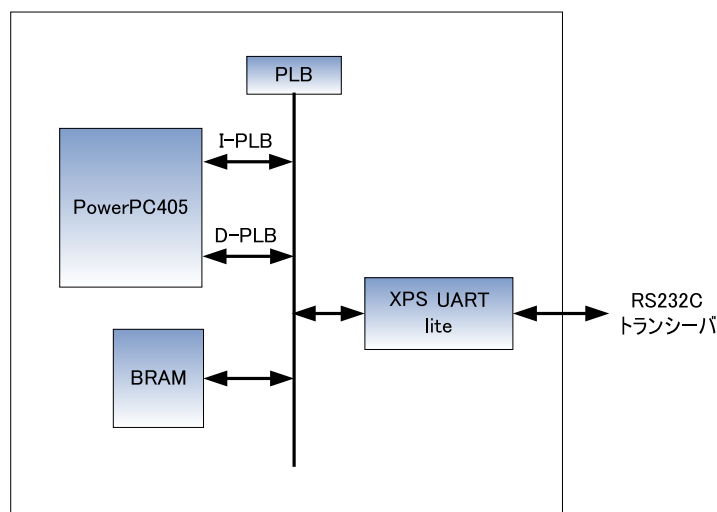 PLB
I-PLB
PowerPC405
D-PLB
XPS UART
lite
RS232C
トランシーバ
BRAM